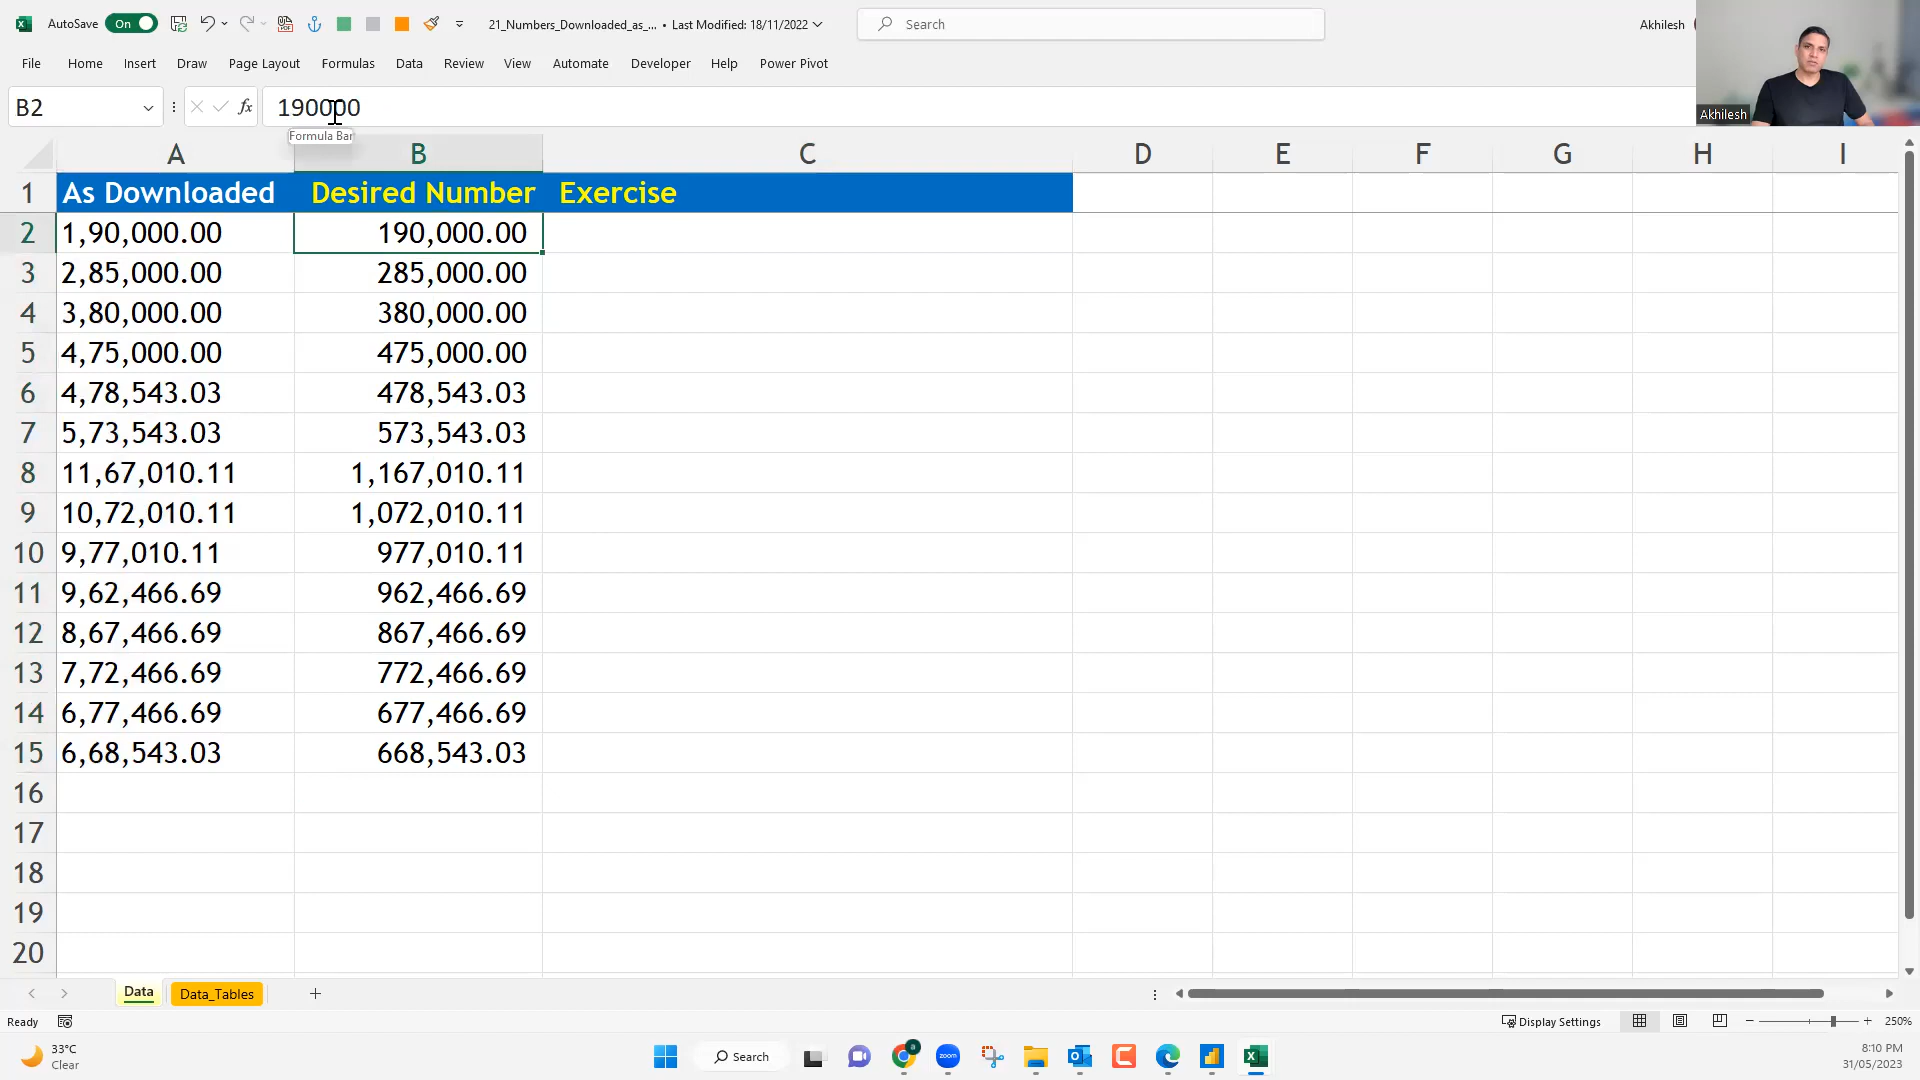 AutoSave On 21_Numbers_Downloaded_as_... • Last Modified: 18/11/2022 Search Akhilesh
File Home Insert Draw Page Layout Formulas Data Review View Automate Developer Help Power Pivot
B2 fx 190000
Akhilesh
Formula Bar
A B C D E F G H I
1 As Downloaded Desired Number Exercise
2 1,90,000.00 190,000.00
3 2,85,000.00 285,000.00
4 3,80,000.00 380,000.00
5 4,75,000.00 475,000.00
6 4,78,543.03 478,543.03
7 5,73,543.03 573,543.03
8 11,67,010.11 1,167,010.11
9 10,72,010.11 1,072,010.11
10 9,77,010.11 977,010.11
11 9,62,466.69 962,466.69
12 8,67,466.69 867,466.69
13 7,72,466.69 772,466.69
14 6,77,466.69 677,466.69
15 6,68,543.03 668,543.03
16
17
18
19
20
Data Data_Tables
Ready Display Settings 250%
33°C
Clear
Search
a
zoom
8:10 PM
31/05/2023